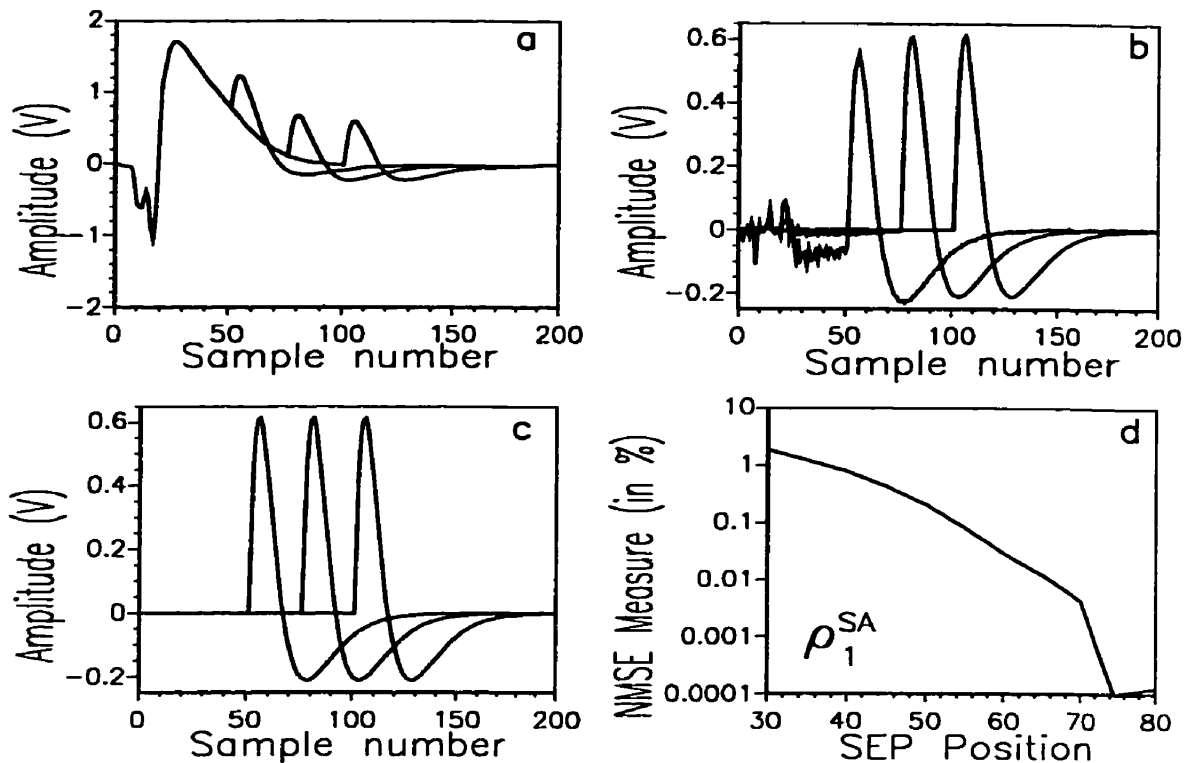 2
1
0
−1
−2
0 50 100 150 200
Amplitude (V)
Sample number
a
0.6
0.4
0.2
0
−0.2
0 50 100 150 200
Amplitude (V)
Sample number
b
0.6
0.4
0.2
0
−0.2
0 50 100 150 200
Amplitude (V)
Sample number
c
10
1
0.1
0.01
0.001
0.0001
30 40 50 60 70 80
NMSE Measure (in %)
SEP Position
d
ρ₁^SA